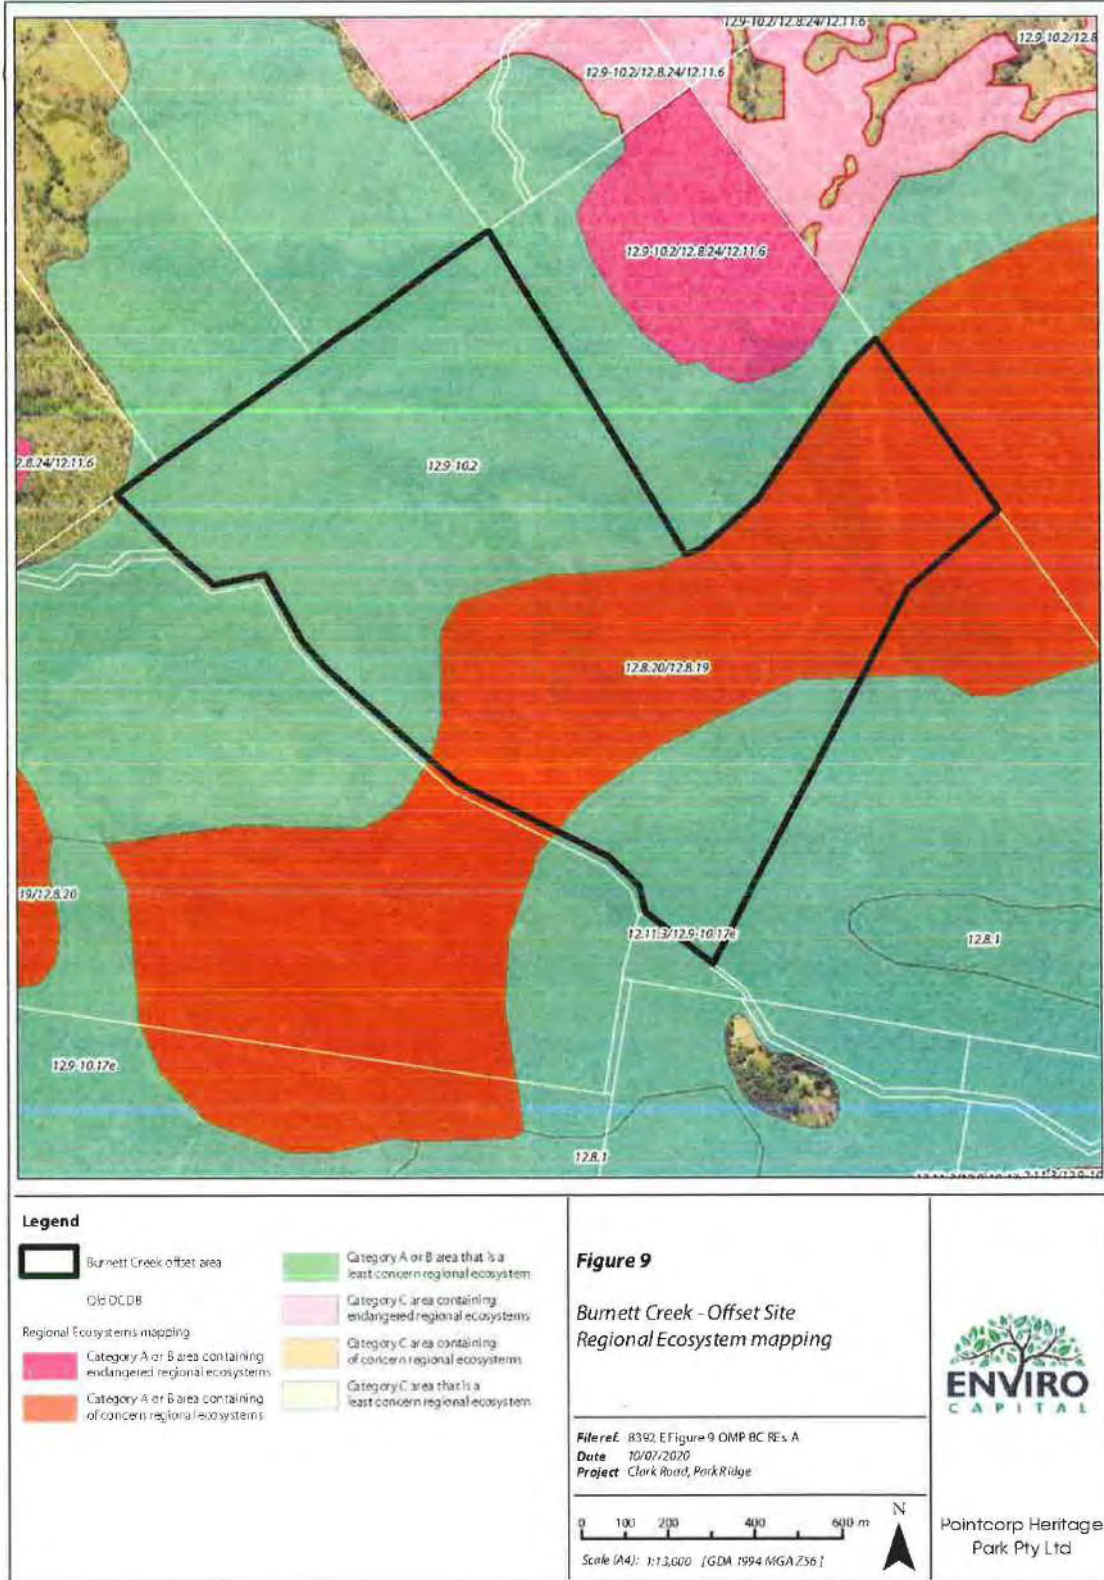 12.9-10.2/12.8.24/12.11.6
12.9-10.2/12.8
12.9-10.2/12.8.24/12.11.6
12.9-10.2/12.8.24/12.11.6
2.8.24/12.11.6
12.9-10.2
12.8.20/12.8.19
19/12.8.20
12.11.3/12.9-10.17e
12.8.1
12.9-10.17e
12.8.1
Legend
Burnett Creek offset area
Qld DCDB
Regional Ecosystems mapping
Category A or B area containing
endangered regional ecosystems
Category A or B area containing
of concern regional ecosystems
Category A or B area that is a
least concern regional ecosystem
Category C area containing
endangered regional ecosystems
Category C area containing
of concern regional ecosystems
Category C area that is a
least concern regional ecosystem
Figure 9
Burnett Creek - Offset Site
Regional Ecosystem mapping
File ref. 8392 E Figure 9 OMP BC REs A
Date 10/07/2020
Project Clark Road, Park Ridge
0 100 200 400 600 m
N
Scale (A4): 1:13,000 [GDA 1994 MGA Z56]
ENVIRO
CAPITAL
Pointcorp Heritage
Park Pty Ltd